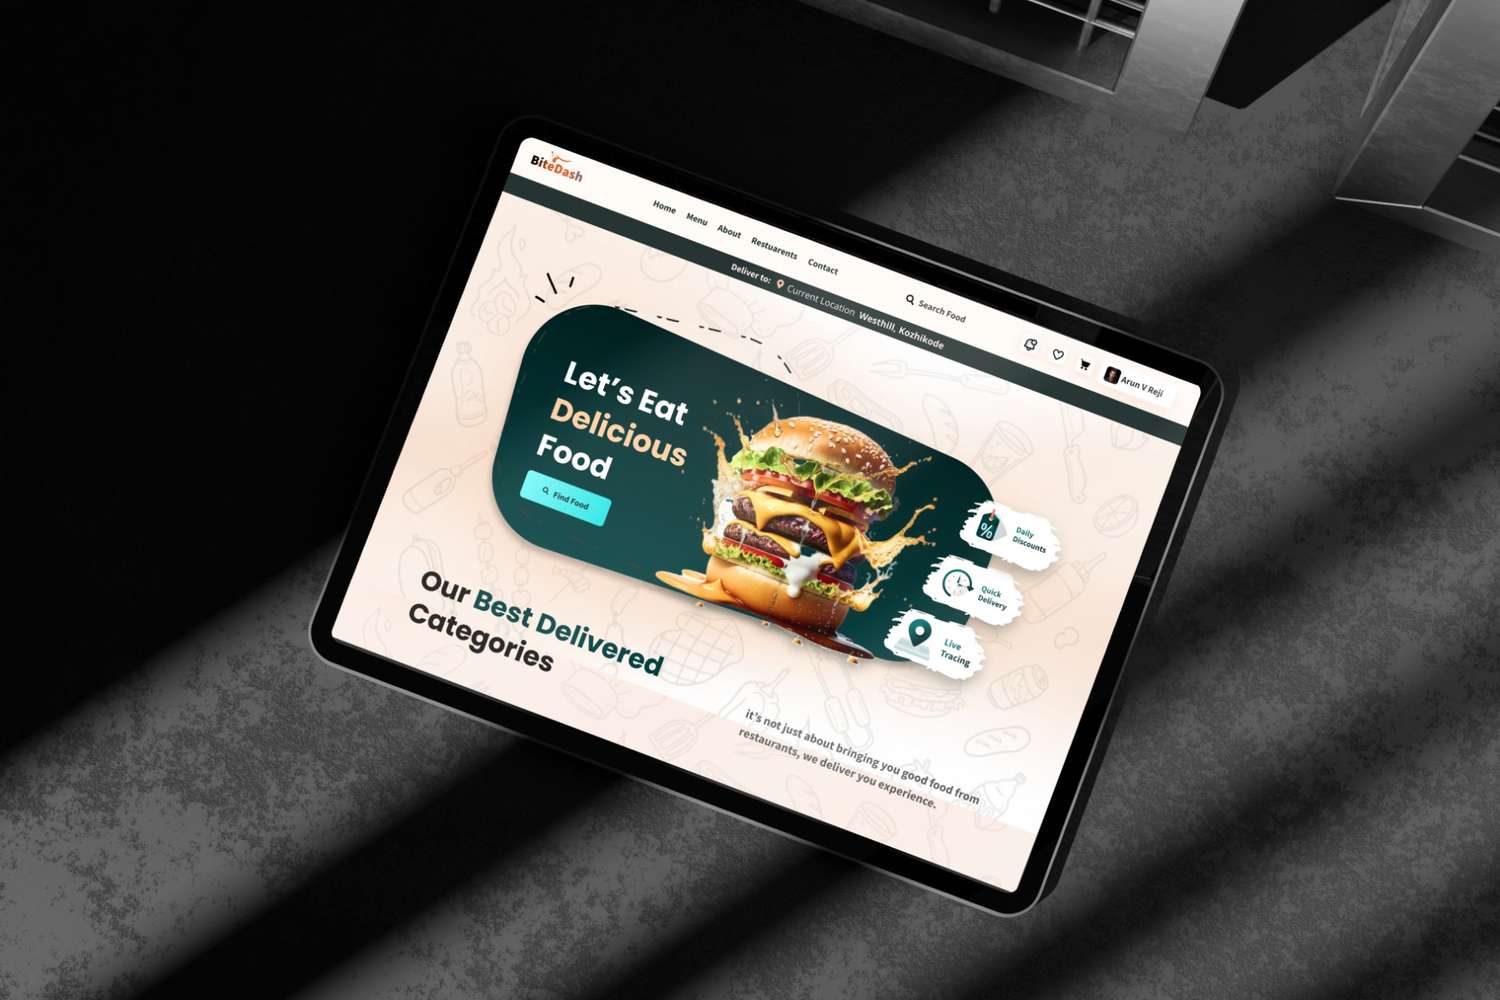 BiteDash
Home Menu About Restuarents Contact
Search Food
Arun V Reji
Deliver to: Current Location Westhill, Kozhikode
Let's Eat
Delicious
Food
Find Food
%
Daily
Discounts
Quick
Delivery
Live
Tracing
Our Best Delivered
Categories
it's not just about bringing you good food from
restaurants, we deliver you experience.